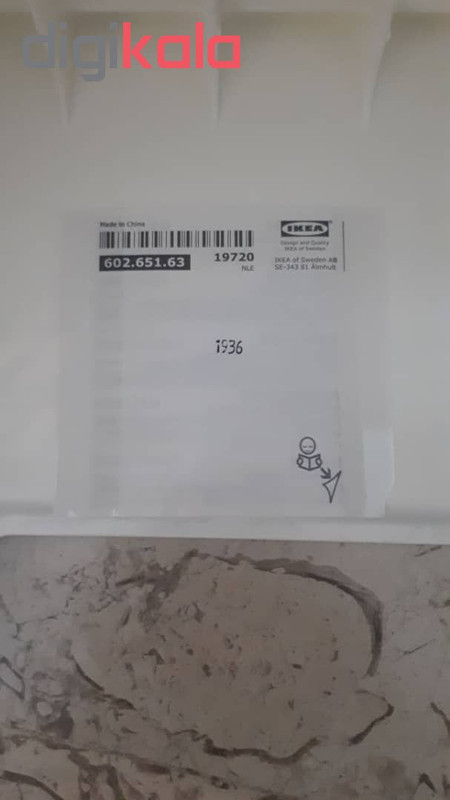 digikala
Made in China
602.651.63
19720
NLE
IKEA
Design and Quality
IKEA of Sweden
IKEA of Sweden AB
SE-343 81 Älmhult
1936